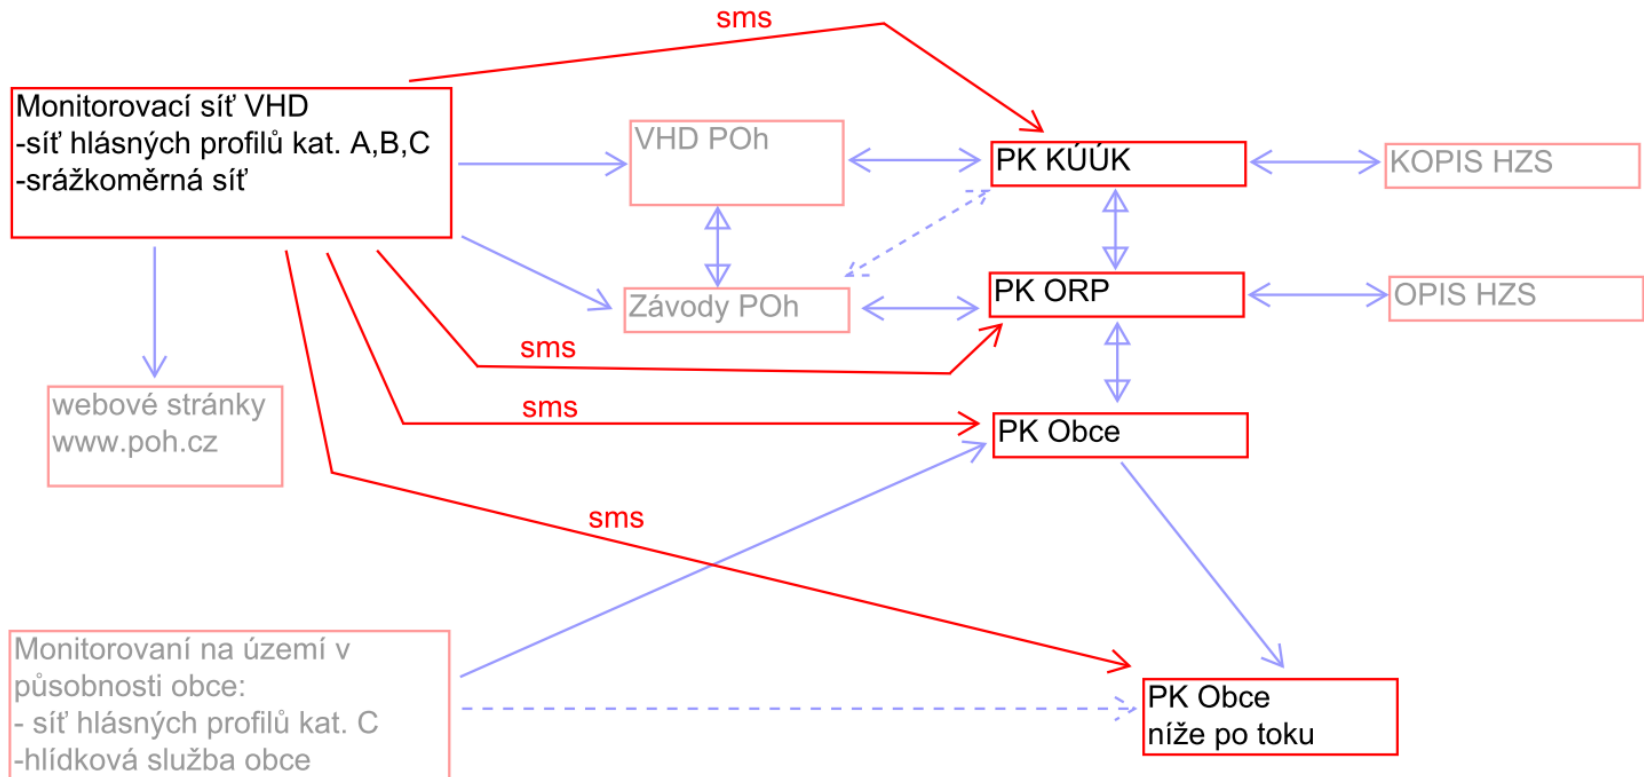 sms
Monitorovací síť VHD
-síť hlásných profilů kat. A,B,C
-srážkoměrná síť
VHD POh
PK KÚÚK
KOPIS HZS
Závody POh
PK ORP
OPIS HZS
sms
webové stránky
www.poh.cz
sms
PK Obce
sms
Monitorovaní na území v
působnosti obce:
- síť hlásných profilů kat. C
-hlídková služba obce
PK Obce
níže po toku